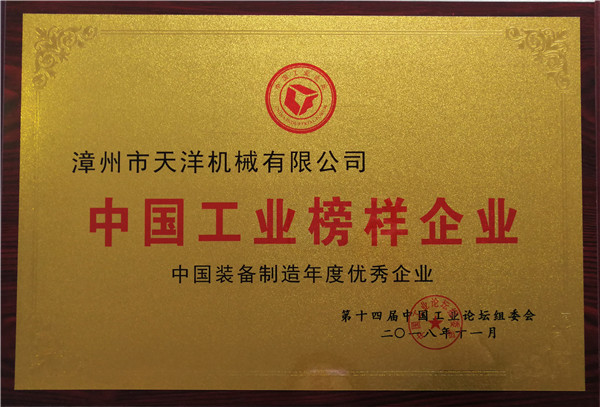 漳州市天洋机械有限公司
中国工业榜样企业
中国装备制造年度优秀企业
第十四届中国工业论坛组委会
二〇一八年十一月